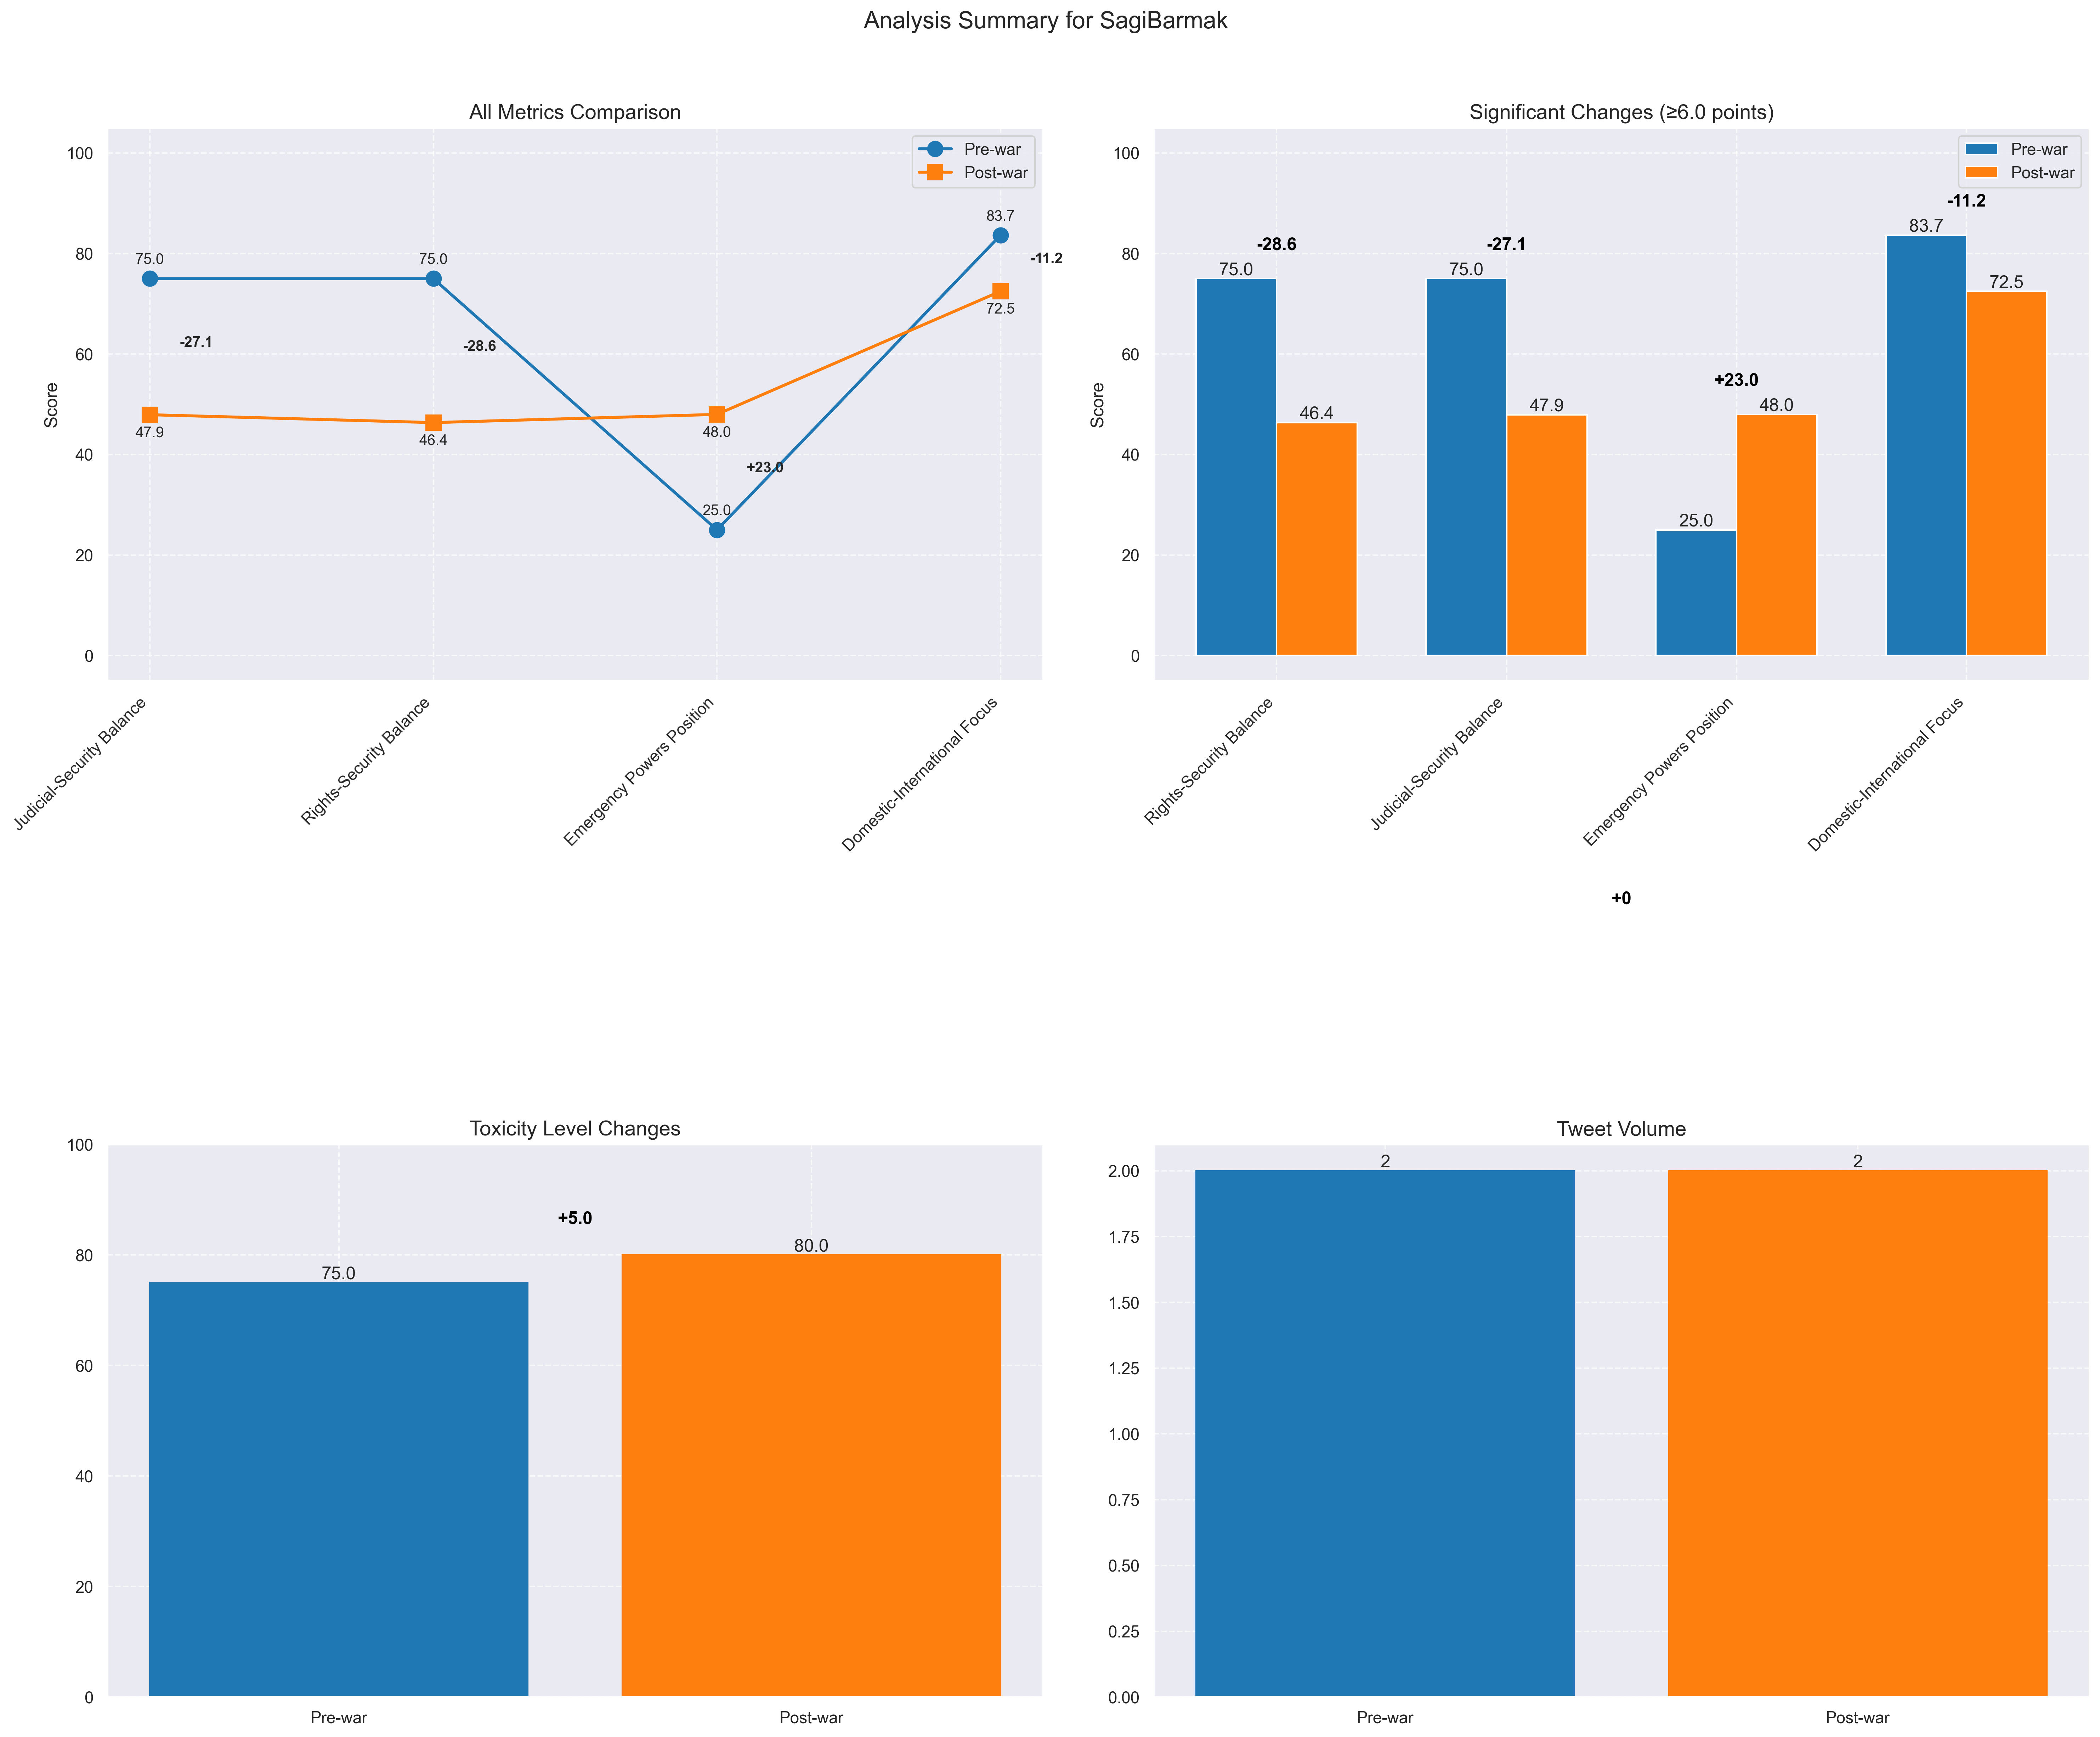 Analysis Summary for SagiBarmak
All Metrics Comparison
Score
100
80
60
40
20
0
Pre-war
Post-war
75.0
75.0
25.0
83.7
47.9
46.4
48.0
72.5
-27.1
-28.6
+23.0
-11.2
Judicial-Security Balance
Rights-Security Balance
Emergency Powers Position
Domestic-International Focus
Significant Changes (≥6.0 points)
Score
100
80
60
40
20
0
Pre-war
Post-war
-28.6
-27.1
+23.0
-11.2
75.0
46.4
75.0
47.9
25.0
48.0
83.7
72.5
Rights-Security Balance
Judicial-Security Balance
Emergency Powers Position
Domestic-International Focus
Toxicity Level Changes
100
80
60
40
20
0
+5.0
75.0
80.0
Pre-war
Post-war
+0
Tweet Volume
2.00
1.75
1.50
1.25
1.00
0.75
0.50
0.25
0.00
2
2
Pre-war
Post-war